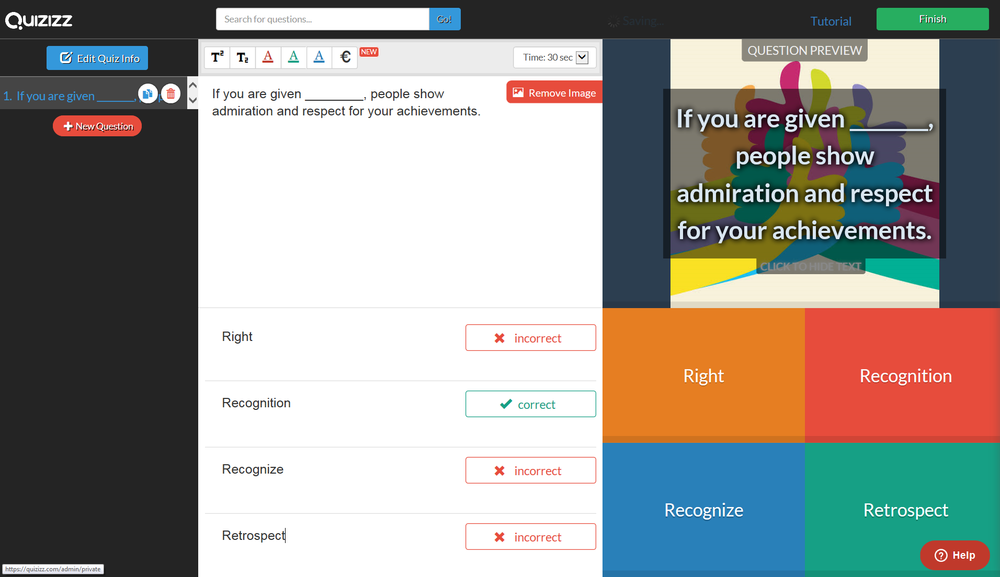 QUIZIZZ
Search for questions...
Go!
Saving...
Tutorial
Finish
Edit Quiz Info
T² T₂ A A A € NEW
Time: 30 sec
QUESTION PREVIEW
1. If you are given _______,
New Question
If you are given ________, people show
admiration and respect for your achievements.
Remove Image
If you are given ______,
people show
admiration and respect
for your achievements.
CLICK TO HIDE TEXT
Right
incorrect
Recognition
correct
Recognize
incorrect
Retrospect
incorrect
Right
Recognition
Recognize
Retrospect
Help
https://quizizz.com/admin/private